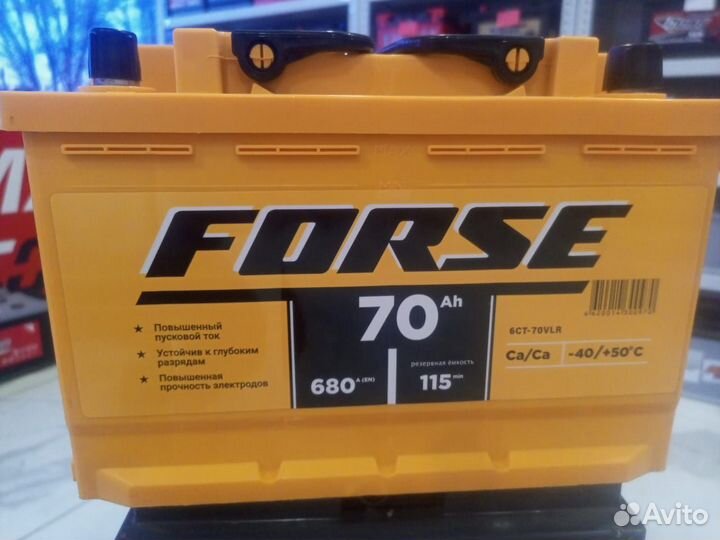 FORSE
70 Ah
680 A (EN)
резервная ёмкость
115 min
★ Повышенный
пусковой ток
★ Устойчив к глубоким
разрядам
★ Повышенная
прочность электродов
6СТ-70VLR
Ca/Ca
-40/+50°C
Avito